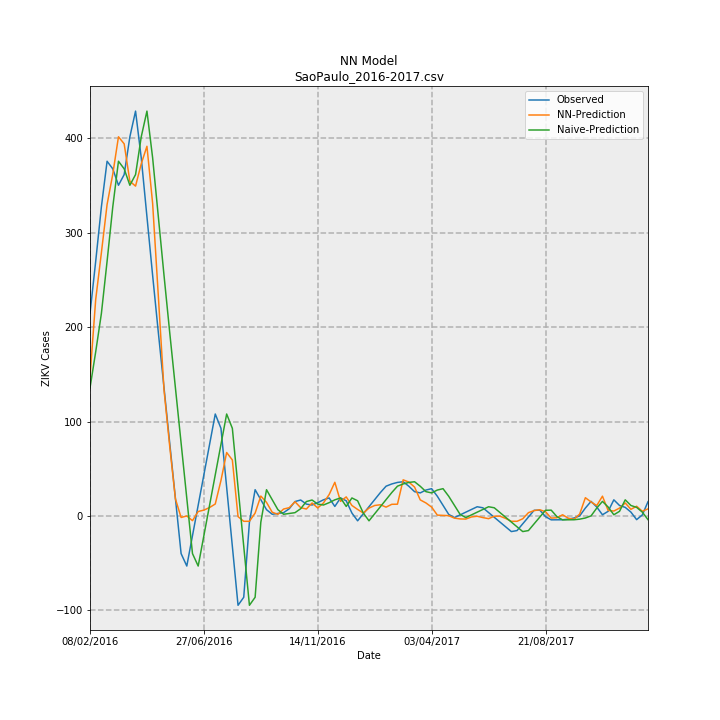 NN Model
SaoPaulo_2016-2017.csv
Observed
NN-Prediction
Naive-Prediction
400
300
200
100
0
−100
ZIKV Cases
08/02/2016
27/06/2016
14/11/2016
03/04/2017
21/08/2017
Date